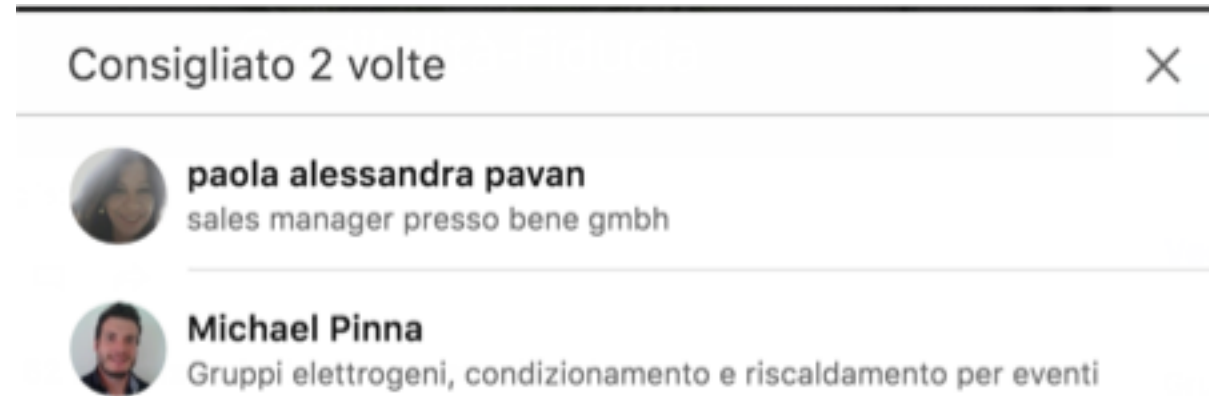 Consigliato 2 volte
paola alessandra pavan
sales manager presso bene gmbh
Michael Pinna
Gruppi elettrogeni, condizionamento e riscaldamento per eventi